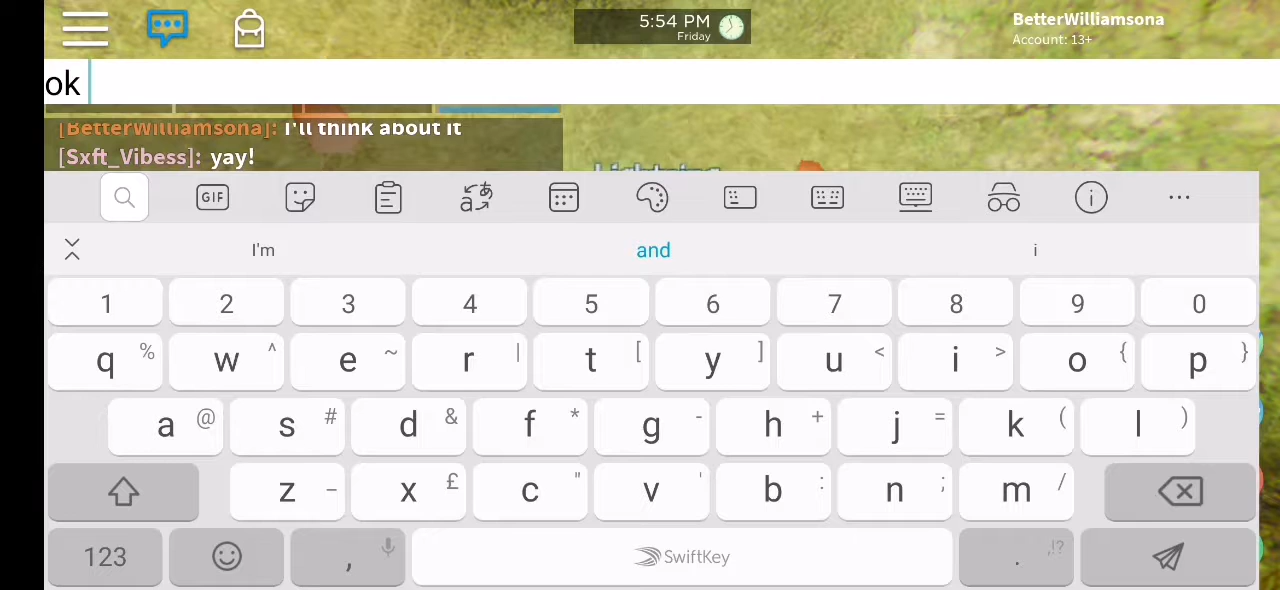 5:54 PM
Friday
BetterWilliamsona
Account: 13+
ok
[BetterWilliamsona]: I'll think about it
[Sxft_Vibess]: yay!
GIF
I'm and i
1 2 3 4 5 6 7 8 9 0
q % w ^ e ~ r | t [ y ] u < i > o { p }
a @ s # d & f * g - h + j = k ( l )
z _ x £ c " v ' b : n ; m /
123 , SwiftKey . ,!?